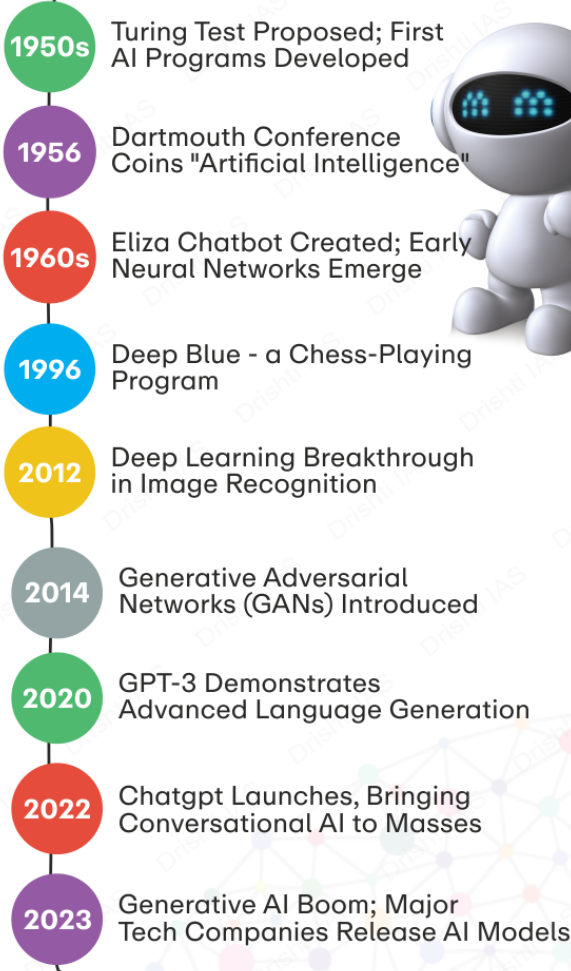 1950s
Turing Test Proposed; First
AI Programs Developed
1956
Dartmouth Conference
Coins "Artificial Intelligence"
1960s
Eliza Chatbot Created; Early
Neural Networks Emerge
1996
Deep Blue - a Chess-Playing
Program
2012
Deep Learning Breakthrough
in Image Recognition
2014
Generative Adversarial
Networks (GANs) Introduced
2020
GPT-3 Demonstrates
Advanced Language Generation
2022
Chatgpt Launches, Bringing
Conversational AI to Masses
2023
Generative AI Boom; Major
Tech Companies Release AI Models
Drishti IAS